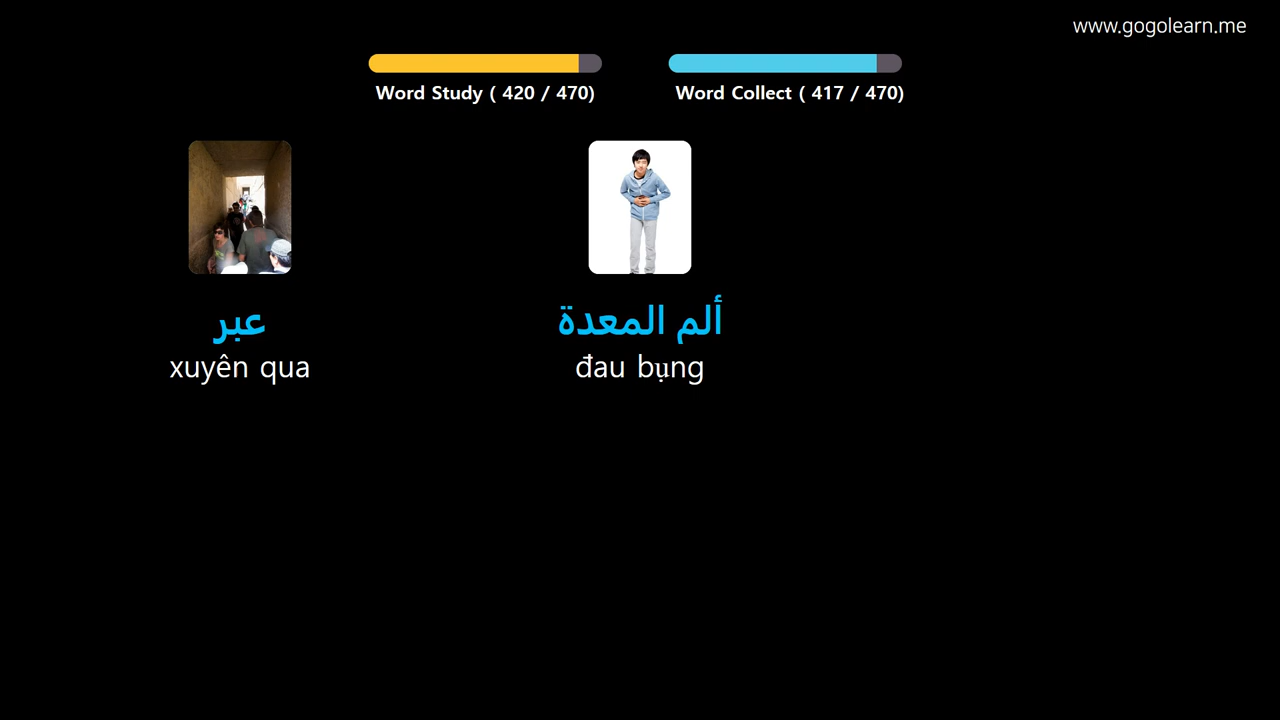 www.gogolearn.me
Word Study ( 420 / 470)
Word Collect ( 417 / 470)
عبر
xuyên qua
ألم المعدة
đau bụng